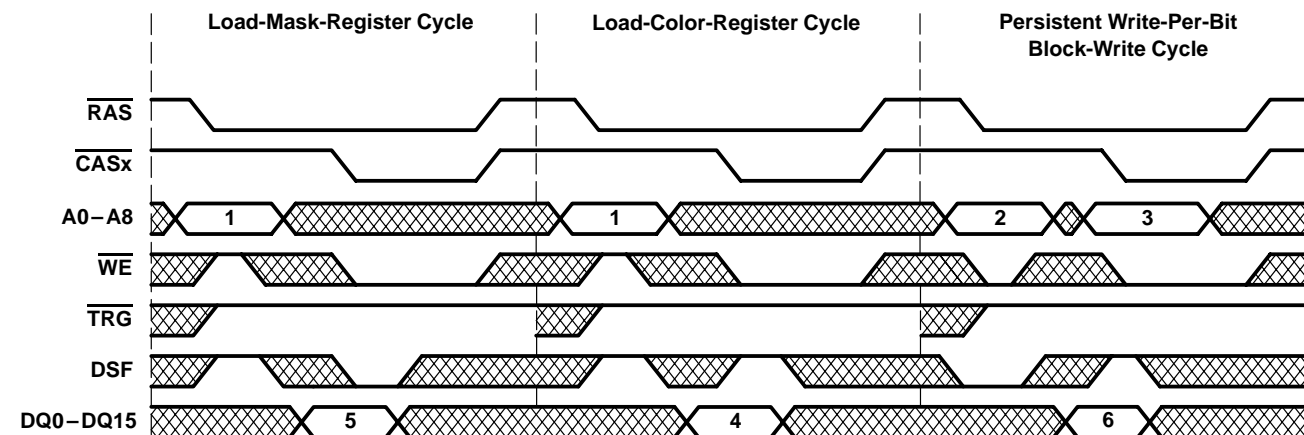 Load-Mask-Register Cycle
Load-Color-Register Cycle
Persistent Write-Per-Bit
Block-Write Cycle
RAS
CASx
A0–A8
1
1
2
3
WE
TRG
DSF
DQ0–DQ15
5
4
6